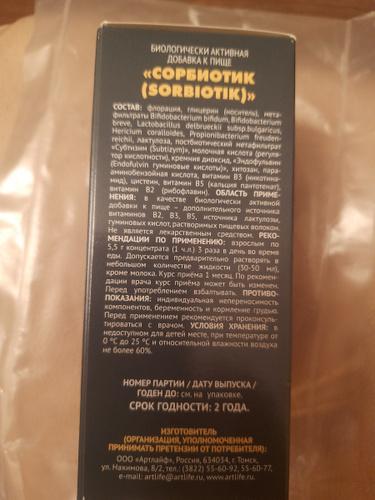 БИОЛОГИЧЕСКИ АКТИВНАЯ
ДОБАВКА К ПИЩЕ
«СОРБИОТИК
(SORBIOTIK)»
СОСТАВ: флорация, глицерин (носитель), мета-
фильтраты Bifidobacterium bifidum, Bifidobacterium
breve, Lactobacillus delbrueckii subsp.bulgaricus,
Hericium coralloides, Propionibacterium freuden-
reichii, лактулоза, постбиотический метафильтрат
«Субтизим (Subtizym)», молочная кислота (регуля-
тор кислотности), кремния диоксид, «Эндофульвин
(Endofulvin гуминовые кислоты)», хитозан, пара-
аминобензойная кислота, витамин В3 (никотина-
мид), цистеин, витамин В5 (кальция пантотенат),
витамин В2 (рибофлавин). ОБЛАСТЬ ПРИМЕ-
НЕНИЯ: в качестве биологически активной
добавки к пище – дополнительного источника
витаминов В2, В3, В5, источника лактулозы,
гуминовых кислот, растворимых пищевых волокон.
Не является лекарственным средством. РЕКО-
МЕНДАЦИИ ПО ПРИМЕНЕНИЮ: взрослым по
5,5 г концентрата (1 ч.л.) 3 раза в день во время
еды. Допускается предварительно растворить в
небольшом количестве жидкости (30-50 мл),
кроме молока. Курс приёма 1 месяц. По рекомен-
дации врача курс приёма может быть изменен.
Перед употреблением взбалтывать. ПРОТИВО-
ПОКАЗАНИЯ: индивидуальная непереносимость
компонентов, беременность и кормление грудью.
Перед применением рекомендуется проконсуль-
тироваться с врачом. УСЛОВИЯ ХРАНЕНИЯ: в
недоступном для детей месте, при температуре от
0 °С до 25 °С и относительной влажности воздуха
не более 60%.
НОМЕР ПАРТИИ / ДАТУ ВЫПУСКА /
ГОДЕН ДО: см. на упаковке.
СРОК ГОДНОСТИ: 2 ГОДА.
ИЗГОТОВИТЕЛЬ
(ОРГАНИЗАЦИЯ, УПОЛНОМОЧЕННАЯ
ПРИНИМАТЬ ПРЕТЕНЗИИ ОТ ПОТРЕБИТЕЛЯ):
ООО «Артлайф», Россия, 634034, г. Томск,
ул. Нахимова, 8/2, тел.: (3822) 55-60-92, 55-60-77,
e-mail: artlife@artlife.ru, www.artlife.ru